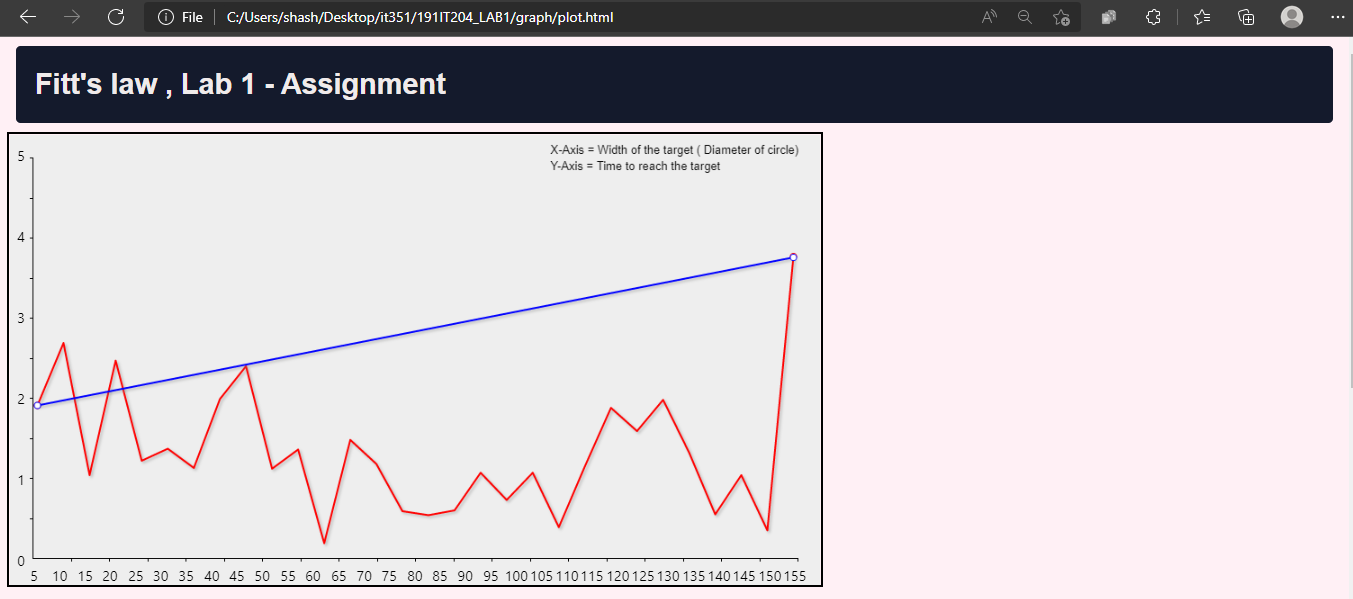 File
C:/Users/shash/Desktop/it351/191IT204_LAB1/graph/plot.html
Fitt's law , Lab 1 - Assignment
X-Axis = Width of the target ( Diameter of circle)
Y-Axis = Time to reach the target
5
4
3
2
1
0
5 10 15 20 25 30 35 40 45 50 55 60 65 70 75 80 85 90 95 100 105 110 115 120 125 130 135 140 145 150 155